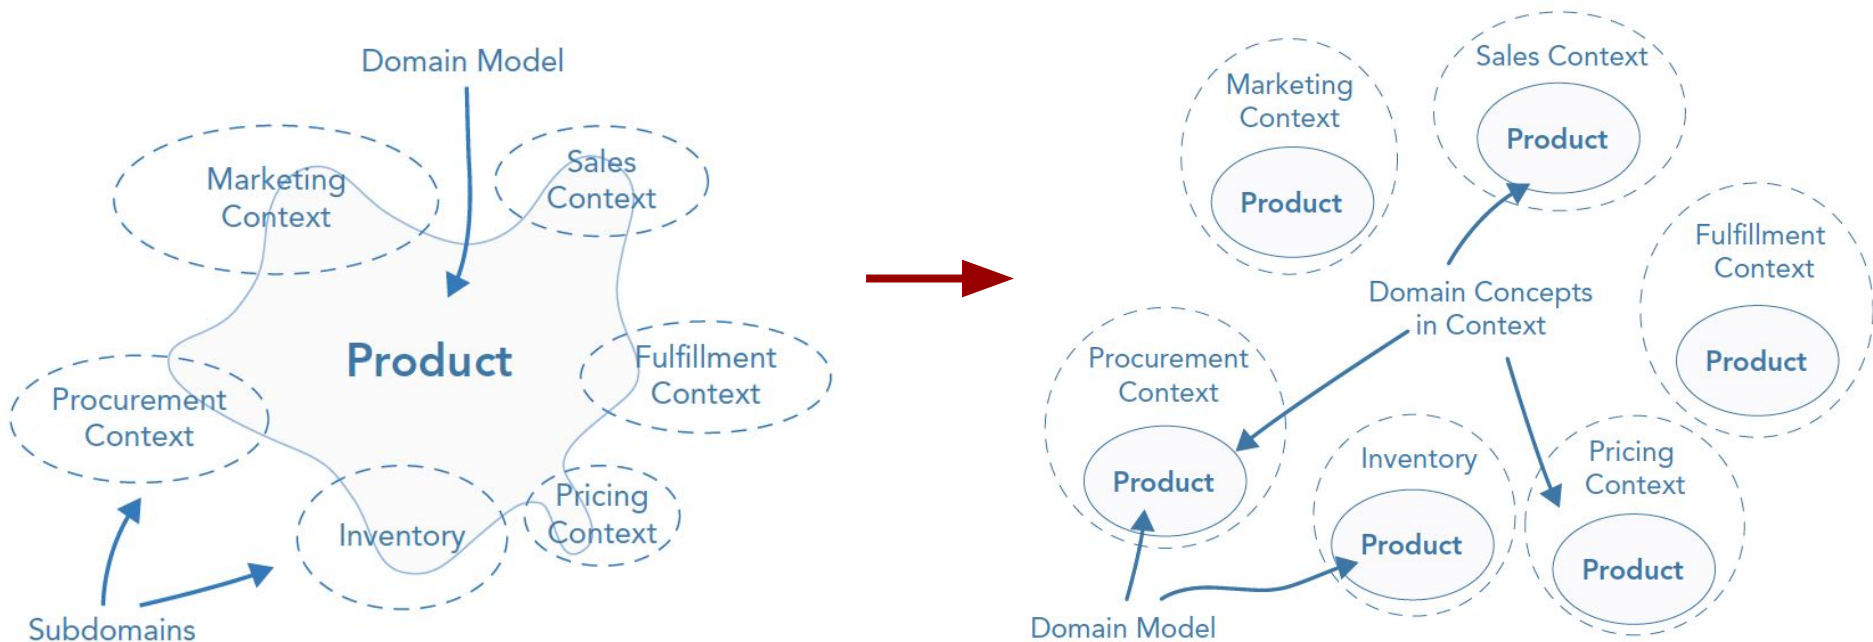 Domain Model
Marketing
Context
Sales
Context
Product
Fulfillment
Context
Procurement
Context
Pricing
Context
Inventory
Subdomains
Sales Context
Product
Marketing
Context
Product
Fulfillment
Context
Product
Domain Concepts
in Context
Procurement
Context
Product
Inventory
Product
Pricing
Context
Product
Domain Model